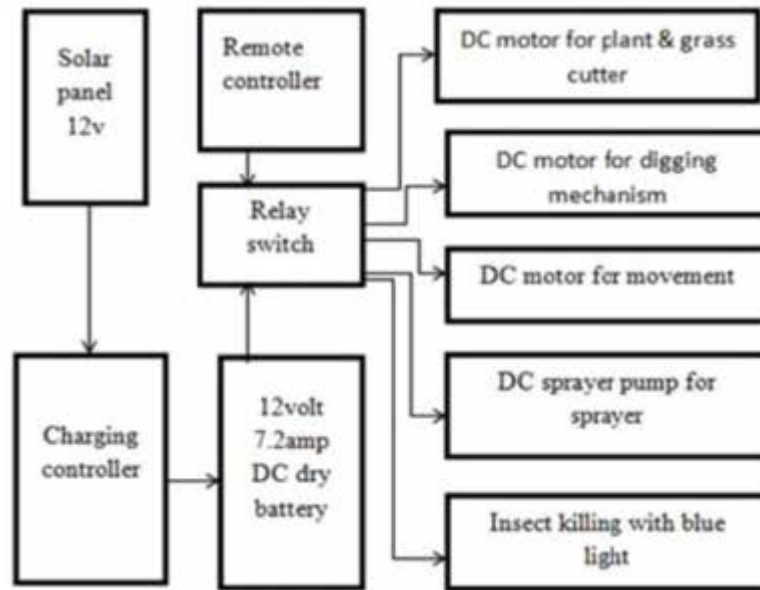 Solar
panel
12v
Remote
controller
DC motor for plant & grass
cutter
DC motor for digging
mechanism
Relay
switch
DC motor for movement
Charging
controller
12volt
7.2amp
DC dry
battery
DC sprayer pump for
sprayer
Insect killing with blue
light